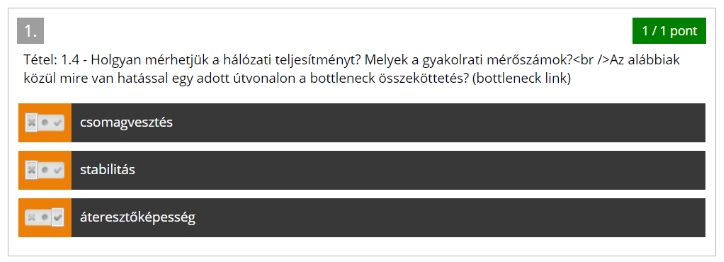 1.
1 / 1 pont
Tétel: 1.4 - Holgyan mérhetjük a hálózati teljesítményt? Melyek a gyakolrati mérőszámok?<br />Az alábbiak
közül mire van hatással egy adott útvonalon a bottleneck összeköttetés? (bottleneck link)
csomagvesztés
stabilitás
áteresztőképesség